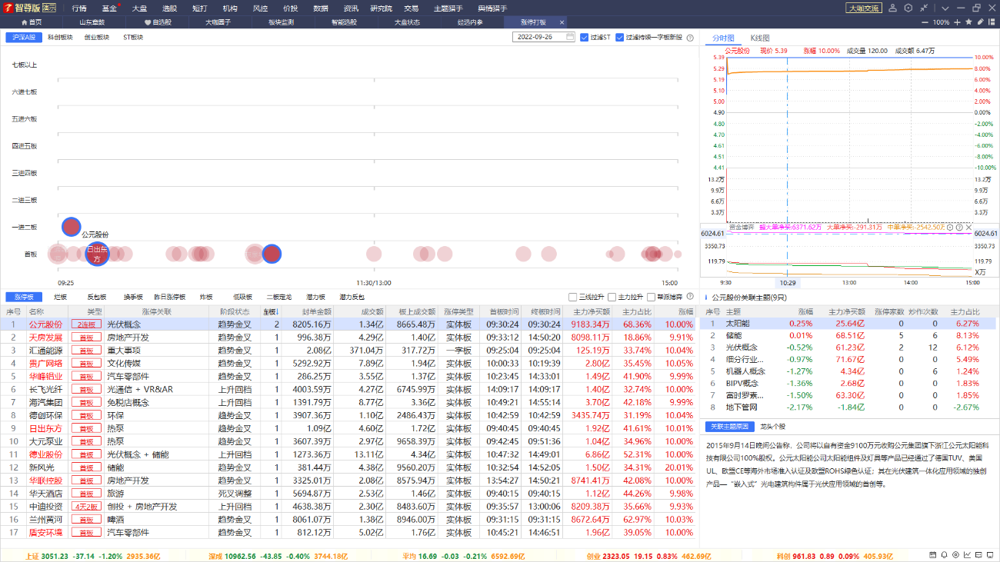 智尊版 演示 行情 基金 大盘 选股 短打 机构 风控 价投 数据 资讯 研究院 交易 主题猎手 舆情猎手 大咖交流
首页 山东章鼓 自选股 大咖圈子 板块监测 智能选股 大盘状态 经选内参 涨停打板 × 100%
沪深A股 科创板块 创业板块 ST板块 2022-09-26 过滤ST 过滤持续一字板新股
七板以上
六进七板
五进六板
四进五板
三进四板
二进三板
一进二板
公元股份
首板
日出东方
09:25 11:30/13:00 15:00
分时图 K线图
公元股份 现价 5.39 涨幅 10.00% 成交量 120.00 成交额 6.47万
5.39 10.00%
5.29 8.00%
5.19 6.00%
5.10 4.00%
5.00 2.00%
4.90 0.00%
4.80 -2.00%
4.70 -4.00%
4.61 -6.00%
4.51 -8.00%
4.41 -10.00%
13.2万 13.2万
9.9万 9.9万
6.6万 6.6万
3.3万 3.3万
资金博弈 超大单净买:6371.62万 大单净买:-291.31万 中单净买:-2542.50万
6024.61 6024.61
3350.73 3350.73
119.79 119.79
X万
9:30 10:29 13:00 14:00 15:00
涨停板 烂板 反包板 换手板 昨日涨停板 炸板 低吸板 二板定龙 潜力板 潜力反包 三线拉升 主力拉升 帮派博弈
序号 名称 类型 涨停关联 阶段状态 连板↓ 封单金额 成交额 板上成交额 涨停类型 首板时间 终板时间 主力净买额 主力占比 涨幅
1 公元股份 2连板 光伏概念 趋势金叉 2 8205.16万 1.34亿 8665.48万 实体板 09:30:24 09:30:24 9183.34万 68.36% 10.00%
2 天房发展 首板 房地产开发 趋势金叉 1 996.38万 4.29亿 1.40亿 实体板 09:33:12 14:50:20 8098.11万 18.86% 9.91%
3 汇通能源 首板 重大事项 趋势金叉 1 2.08亿 371.04万 317.72万 一字板 09:25:04 09:25:04 125.19万 33.74% 10.04%
4 贵广网络 首板 文化传媒 趋势金叉 1 5292.92万 7.89亿 1.94亿 实体板 10:00:33 10:19:39 2.80亿 35.45% 10.05%
5 华峰铝业 首板 汽车零部件 趋势金叉 1 286.25万 3.55亿 1.37亿 实体板 10:23:45 14:33:01 1.49亿 41.90% 9.99%
6 长飞光纤 首板 光通信 + VR&AR 上升回档 1 4003.59万 4.27亿 6745.99万 实体板 14:09:17 14:09:17 1.40亿 32.74% 10.00%
7 海汽集团 首板 免税店概念 上升回档 1 1391.79万 8.77亿 3.36亿 实体板 10:49:21 14:55:14 3.70亿 42.18% 9.99%
8 德创环保 首板 环保 趋势金叉 1 3907.36万 1.10亿 2486.43万 实体板 10:42:59 10:42:59 3435.74万 31.19% 10.04%
9 日出东方 首板 热泵 趋势金叉 1 1.09亿 4.60亿 1.72亿 实体板 09:40:45 09:40:45 1.92亿 41.61% 10.01%
10 大元泵业 首板 热泵 趋势金叉 1 3607.39万 2.97亿 9658.39万 实体板 09:42:45 09:51:36 1.04亿 34.96% 10.00%
11 德业股份 首板 光伏概念 + 储能 上升回档 1 1273.36万 13.11亿 4.34亿 实体板 10:47:32 14:49:01 6.86亿 52.31% 10.00%
12 新风光 首板 储能 趋势金叉 1 381.44万 4.38亿 9560.20万 实体板 10:32:54 14:52:05 1.50亿 34.31% 20.01%
13 华联控股 首板 房地产开发 趋势金叉 1 3325.01万 2.08亿 8575.94万 实体板 13:54:27 14:50:21 8741.41万 42.08% 10.00%
14 华天酒店 首板 旅游 死叉调整 1 5694.87万 2.53亿 1.46亿 实体板 09:40:15 09:40:15 1.12亿 44.26% 9.98%
15 中迪投资 4天2板 创投 + 房地产开发 上升回档 1 4638.38万 2.30亿 8483.60万 实体板 09:35:57 13:00:06 8209.38万 35.66% 9.93%
16 兰州黄河 首板 啤酒 趋势金叉 1 8061.07万 1.38亿 8946.00万 实体板 09:31:15 09:31:15 8672.64万 62.97% 10.03%
17 盾安环境 首板 汽车零部件 趋势金叉 1 812.12万 5.02亿 1.76亿 实体板 10:45:21 14:46:51 1.96亿 39.05% 10.00%
公元股份关联主题(9只)
序号 主题 涨幅 主力净买额 涨停家数 炒作次数 主力占比
1 太阳能 0.25% 25.64亿 0 0 6.27%
2 储能 0.01% 68.51亿 5 6 8.13%
3 光伏概念 -0.52% 61.23亿 2 12 6.12%
4 细分行业... -0.97% 71.67亿 0 0 5.49%
5 机器人概念 -1.27% 4.34亿 0 6 1.24%
6 BIPV概念 -1.36% 2.68亿 0 0 1.83%
7 富时罗素... -1.50% 63.30亿 0 0 1.85%
8 地下管网 -2.17% -1.84亿 0 0 -2.67%
关联主题原因 龙头个股
2015年9月14日晚间公告称，公司将以自有资金9100万元收购公元集团旗下浙江公元太阳能科
技有限公司100%股权。公元太阳能公司太阳能组件及灯具等产品已经通过了德国TUV、美国
UL、欧盟CE等海外市场准入认证及欧盟ROHS绿色认证；其在光伏建筑一体化应用领域的独创
产品—“嵌入式”光电建筑构件属于光伏应用领域的首创等。
上证 3051.23 -37.14 -1.20% 2935.36亿 深成 10962.56 -43.85 -0.40% 3744.18亿 平均 16.69 -0.03 -0.21% 6592.69亿 创业 2323.05 19.15 0.83% 462.69亿 科创 961.83 0.89 0.09% 405.93亿